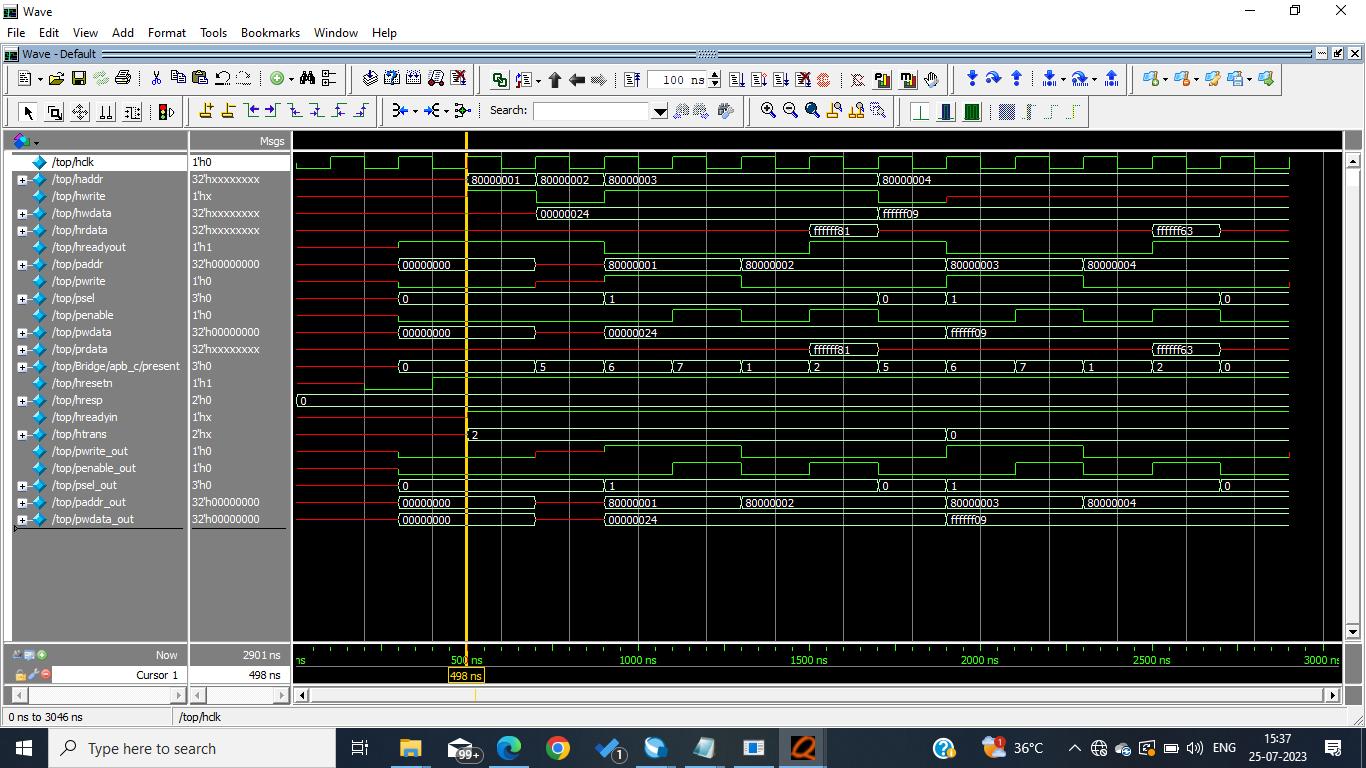 Wave
File Edit View Add Format Tools Bookmarks Window Help
Wave - Default
100 ns
Search:
Msgs
/top/hclk 1'h0
/top/haddr 32'hxxxxxxxx 80000001 80000002 80000003 80000004
/top/hwrite 1'hx
/top/hwdata 32'hxxxxxxxx 00000024 ffffff09
/top/hrdata 32'hxxxxxxxx ffffff81 ffffff63
/top/hreadyout 1'h1
/top/paddr 32'h00000000 00000000 80000001 80000002 80000003 80000004
/top/pwrite 1'h0
/top/psel 3'h0 0 1 0 1 0
/top/penable 1'h0
/top/pwdata 32'h00000000 00000000 00000024 ffffff09
/top/prdata 32'hxxxxxxxx ffffff81 ffffff63
/top/Bridge/apb_c/present 3'h0 0 5 6 7 1 2 5 6 7 1 2 0
/top/hresetn 1'h1
/top/hresp 2'h0 0
/top/hreadyin 1'hx
/top/htrans 2'hx 2 0
/top/pwrite_out 1'h0
/top/penable_out 1'h0
/top/psel_out 3'h0 0 1 0 1 0
/top/paddr_out 32'h00000000 00000000 80000001 80000002 80000003 80000004
/top/pwdata_out 32'h00000000 00000000 00000024 ffffff09
Now 2901 ns ns 500 ns 1000 ns 1500 ns 2000 ns 2500 ns 3000 ns
Cursor 1 498 ns 498 ns
0 ns to 3046 ns /top/hclk
Type here to search 99+ 1 1 36°C ENG 15:37
25-07-2023